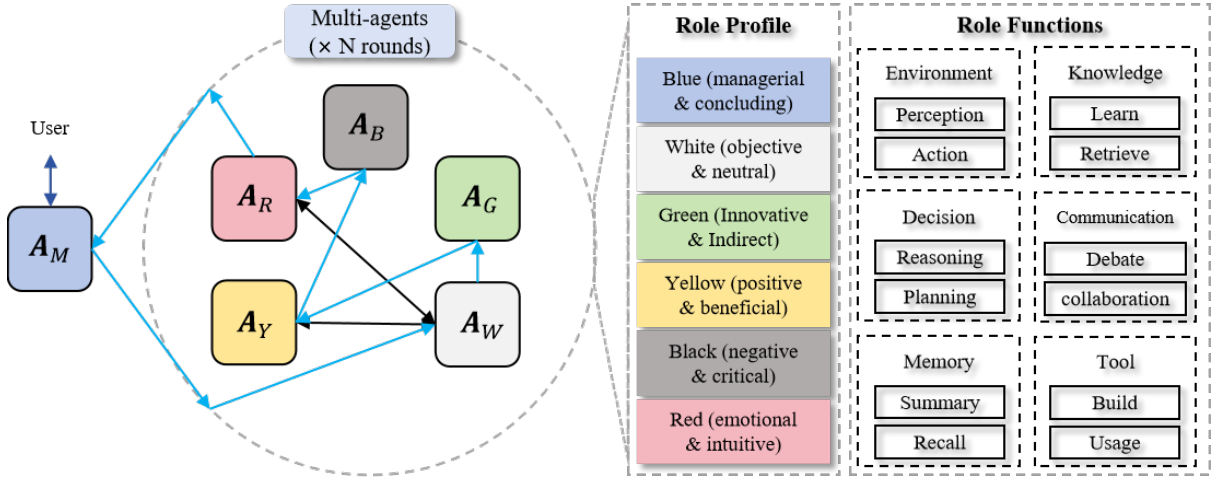 Multi-agents
(× N rounds)
User
A_M
A_B
A_R
A_G
A_Y
A_W
Role Profile
Blue (managerial
& concluding)
White (objective
& neutral)
Green (Innovative
& Indirect)
Yellow (positive
& beneficial)
Black (negative
& critical)
Red (emotional
& intuitive)
Role Functions
Environment
Perception
Action
Knowledge
Learn
Retrieve
Decision
Reasoning
Planning
Communication
Debate
collaboration
Memory
Summary
Recall
Tool
Build
Usage